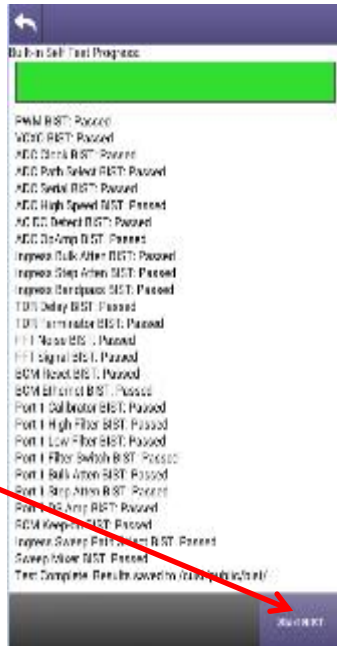 Built-in Self Test Progress:
PWM BIST: Passed
VCXO BIST: Passed
ADC Clock BIST: Passed
ADC Path Select BIST: Passed
ADC Serial BIST: Passed
ADC High Speed BIST: Passed
AC DC Detect BIST: Passed
ADC OpAmp BIST: Passed
Ingress Bulk Atten BIST: Passed
Ingress Step Atten BIST: Passed
Ingress Bandpass BIST: Passed
TDR Delay BIST: Passed
TDR Terminator BIST: Passed
FFT Noise BIST: Passed
FFT Signal BIST: Passed
BCM Reset BIST: Passed
BCM Ethernet BIST: Passed
Port 1 Calibrator BIST: Passed
Port 1 High Filter BIST: Passed
Port 1 Low Filter BIST: Passed
Port 1 Filter Switch BIST: Passed
Port 1 Bulk Atten BIST: Passed
Port 1 Step Atten BIST: Passed
Port 1 DS Amp BIST: Passed
BCM BIST: Passed
Ingress Sweep Path Select BIST: Passed
Sweep Mixer BIST: Passed
Test Complete. Results saved to
Start BIST